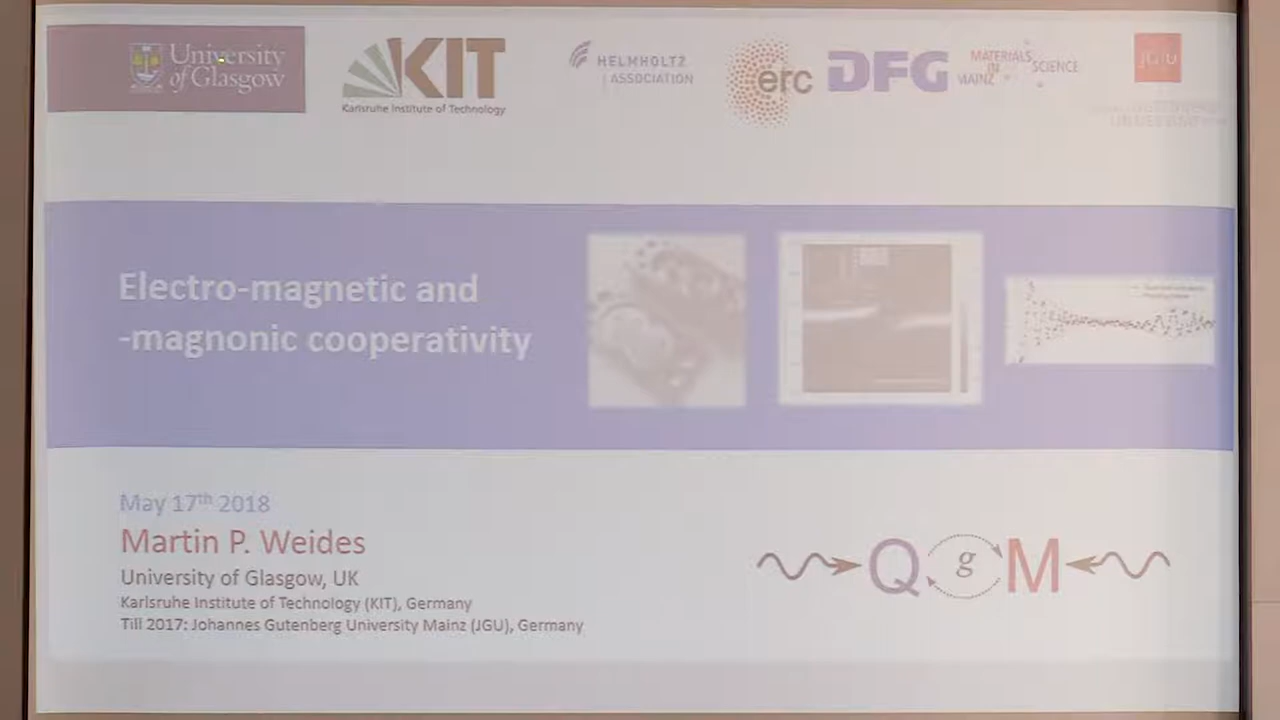 University
of Glasgow
KIT
Karlsruhe Institute of Technology
HELMHOLTZ
ASSOCIATION
erc
DFG
MATERIALS
IN
MAINZ
SCIENCE
JG|U
Electro-magnetic and
-magnonic cooperativity
May 17th 2018
Martin P. Weides
University of Glasgow, UK
Karlsruhe Institute of Technology (KIT), Germany
Till 2017: Johannes Gutenberg University Mainz (JGU), Germany
Q g M